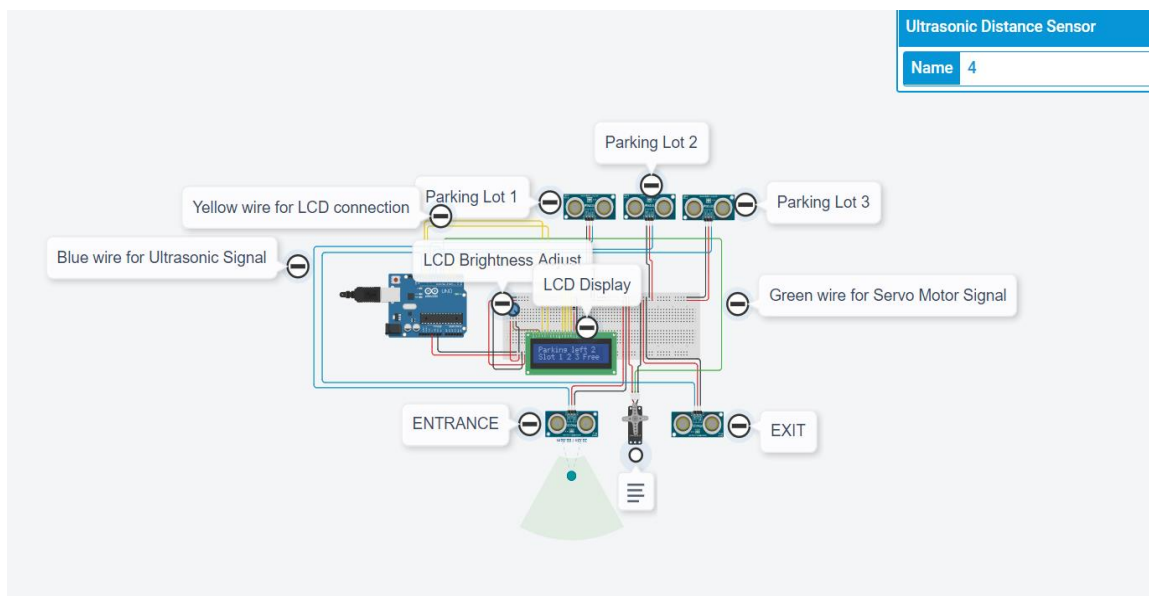 Ultrasonic Distance Sensor
Name 4
Parking Lot 2
Parking Lot 1
Parking Lot 3
Yellow wire for LCD connection
Blue wire for Ultrasonic Signal
LCD Brightness Adjust
LCD Display
Green wire for Servo Motor Signal
UNO
Parking left 2
Slot 1 2 3 Free
ENTRANCE
EXIT